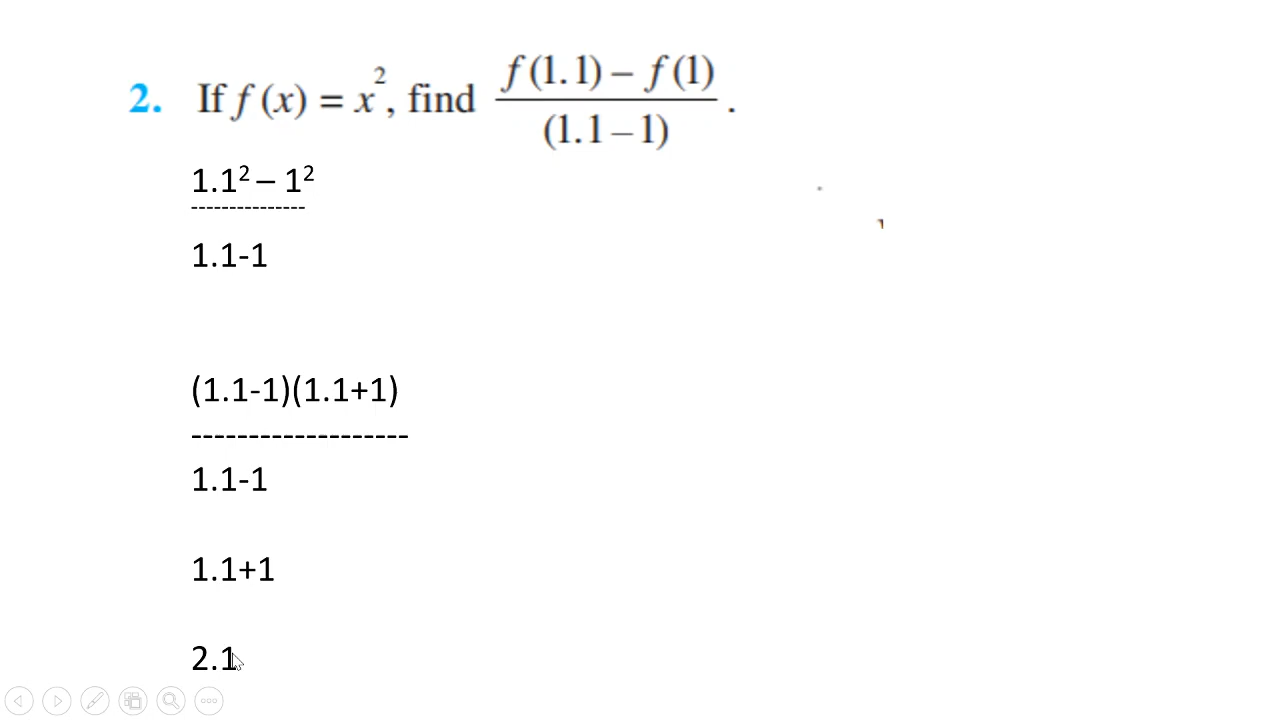 2. If f (x) = x², find f (1.1) – f (1)
(1.1 – 1) .
1.1² – 1²
---------------
1.1-1
(1.1-1)(1.1+1)
-------------------
1.1-1
1.1+1
2.1